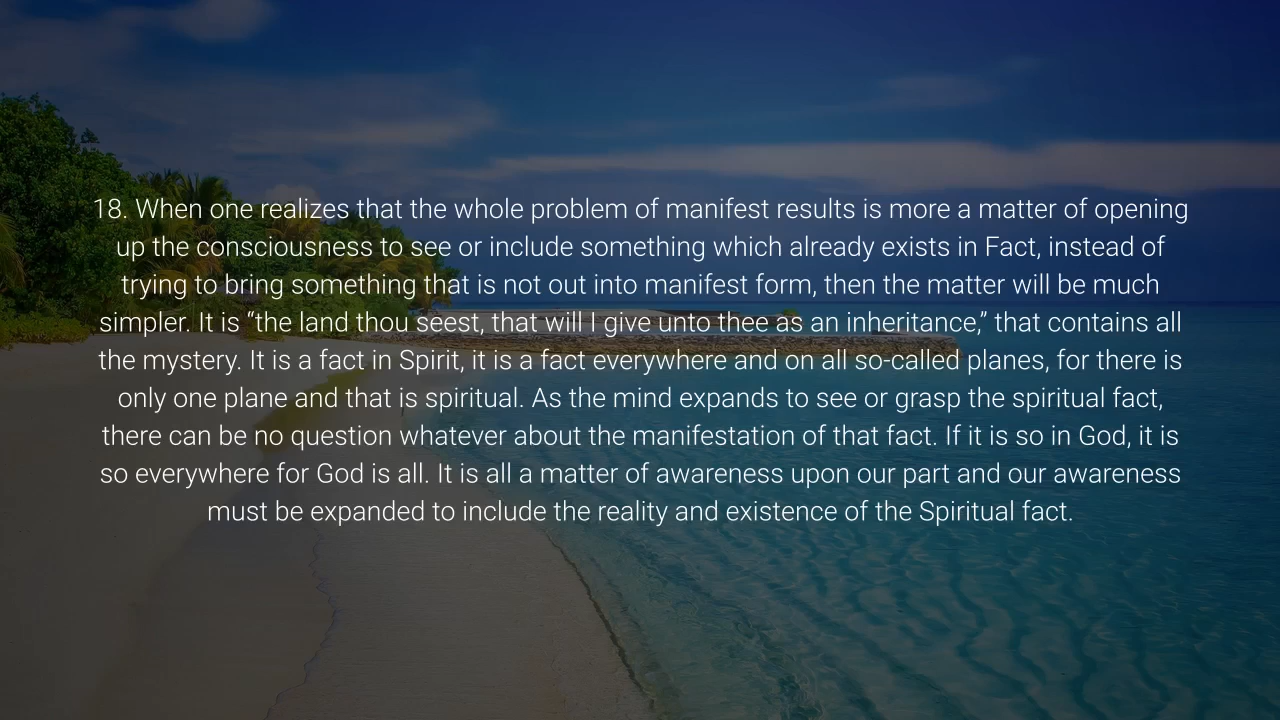 18. When one realizes that the whole problem of manifest results is more a matter of opening
up the consciousness to see or include something which already exists in Fact, instead of
trying to bring something that is not out into manifest form, then the matter will be much
simpler. It is “the land thou seest, that will I give unto thee as an inheritance,” that contains all
the mystery. It is a fact in Spirit, it is a fact everywhere and on all so-called planes, for there is
only one plane and that is spiritual. As the mind expands to see or grasp the spiritual fact,
there can be no question whatever about the manifestation of that fact. If it is so in God, it is
so everywhere for God is all. It is all a matter of awareness upon our part and our awareness
must be expanded to include the reality and existence of the Spiritual fact.